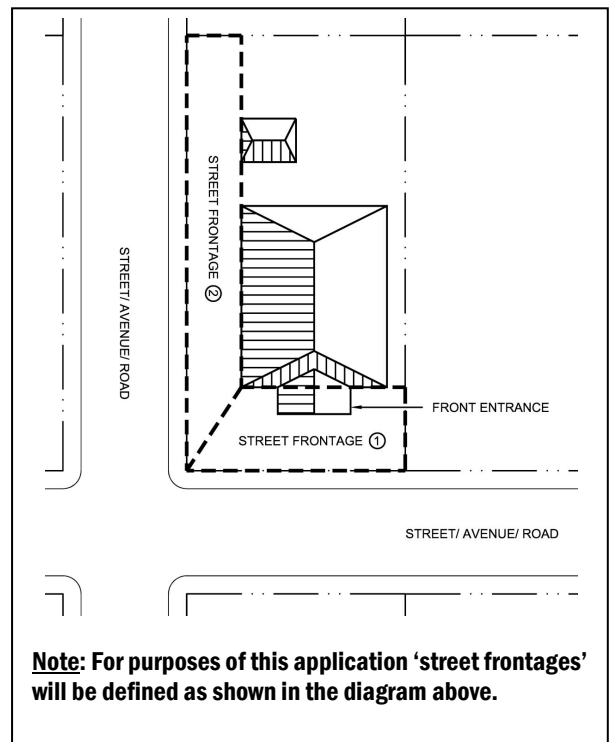 STREET FRONTAGE ②
STREET/ AVENUE/ ROAD
FRONT ENTRANCE
STREET FRONTAGE ①
STREET/ AVENUE/ ROAD
Note: For purposes of this application ‘street frontages’
will be defined as shown in the diagram above.